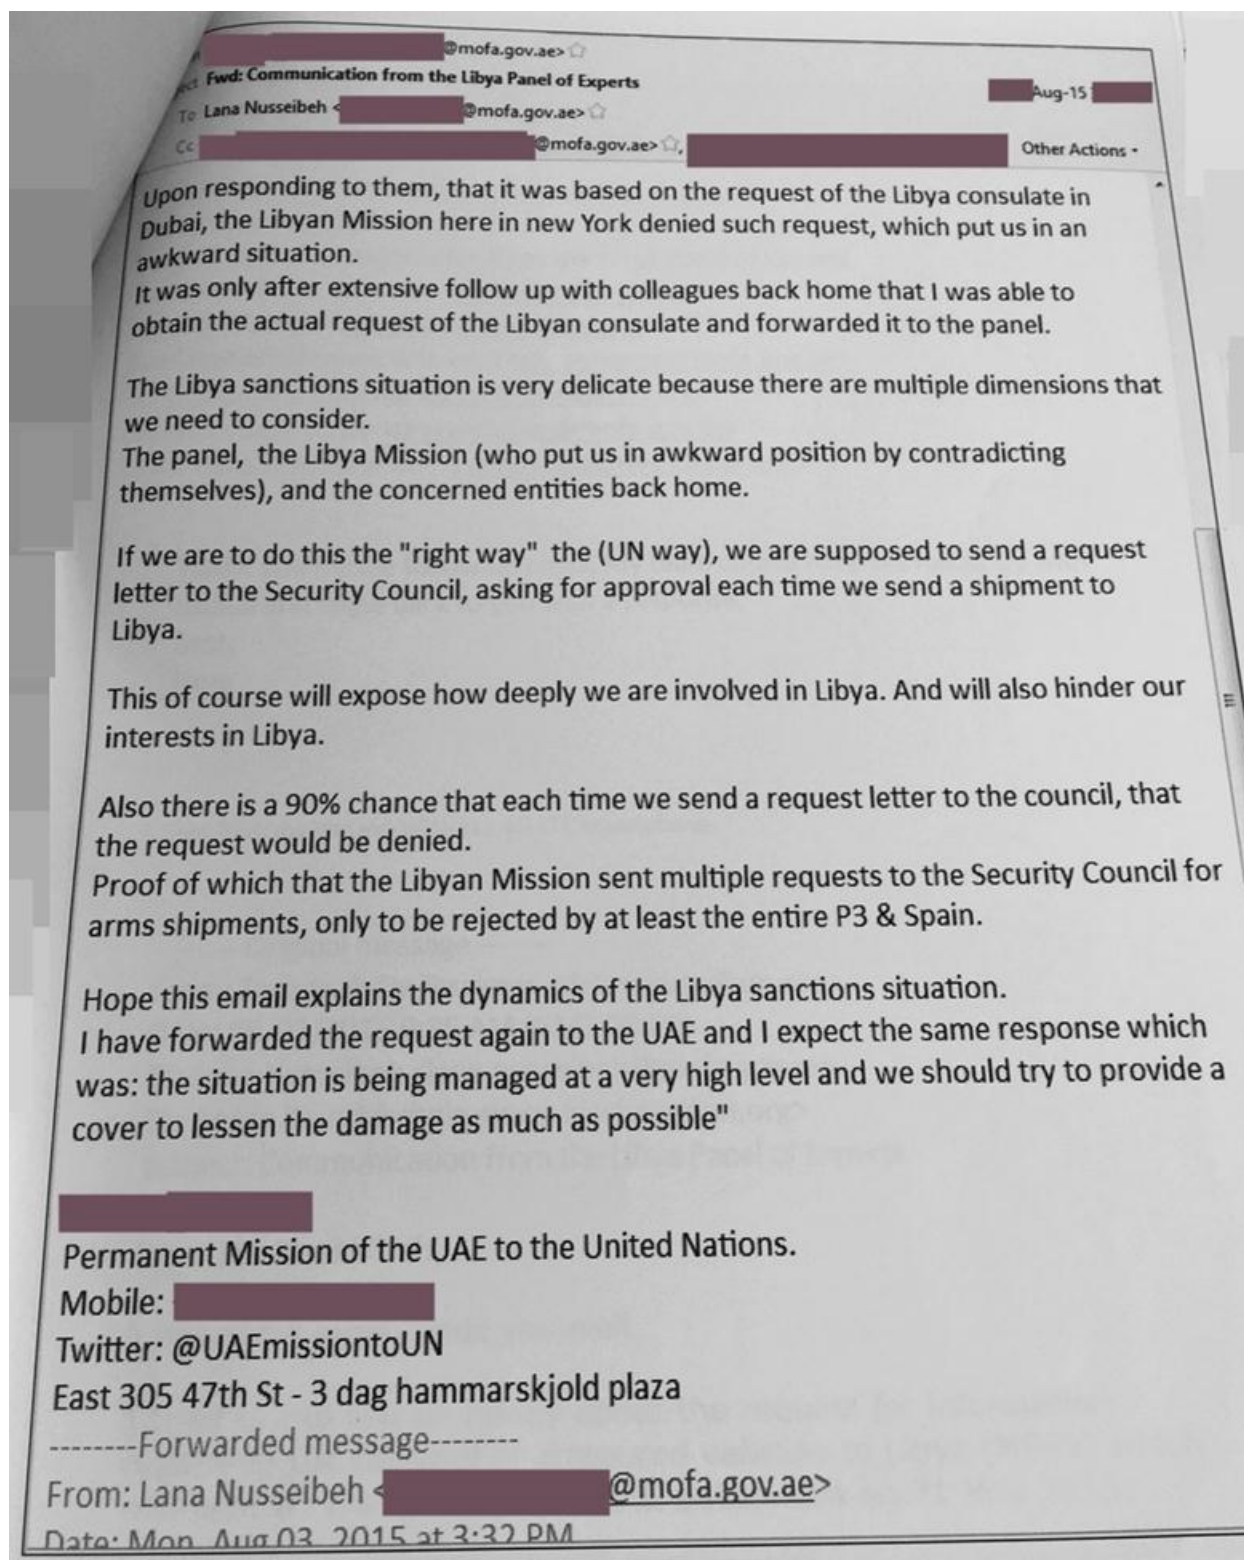 @mofa.gov.ae>
Fwd: Communication from the Libya Panel of Experts
Aug-15
To Lana Nusseibeh <
@mofa.gov.ae>
Cc
@mofa.gov.ae>
,
Other Actions
Upon responding to them, that it was based on the request of the Libya consulate in
Dubai, the Libyan Mission here in new York denied such request, which put us in an
awkward situation.
It was only after extensive follow up with colleagues back home that I was able to
obtain the actual request of the Libyan consulate and forwarded it to the panel.
The Libya sanctions situation is very delicate because there are multiple dimensions that
we need to consider.
The panel, the Libya Mission (who put us in awkward position by contradicting
themselves), and the concerned entities back home.
If we are to do this the "right way" the (UN way), we are supposed to send a request
letter to the Security Council, asking for approval each time we send a shipment to
Libya.
This of course will expose how deeply we are involved in Libya. And will also hinder our
interests in Libya.
Also there is a 90% chance that each time we send a request letter to the council, that
the request would be denied.
Proof of which that the Libyan Mission sent multiple requests to the Security Council for
arms shipments, only to be rejected by at least the entire P3 & Spain.
Hope this email explains the dynamics of the Libya sanctions situation.
I have forwarded the request again to the UAE and I expect the same response which
was: the situation is being managed at a very high level and we should try to provide a
cover to lessen the damage as much as possible"
Permanent Mission of the UAE to the United Nations.
Mobile:
Twitter: @UAEmissiontoUN
East 305 47th St - 3 dag hammarskjold plaza
--------Forwarded message--------
From: Lana Nusseibeh <
@mofa.gov.ae>
Date: Mon, Aug 03, 2015 at 3:32 PM